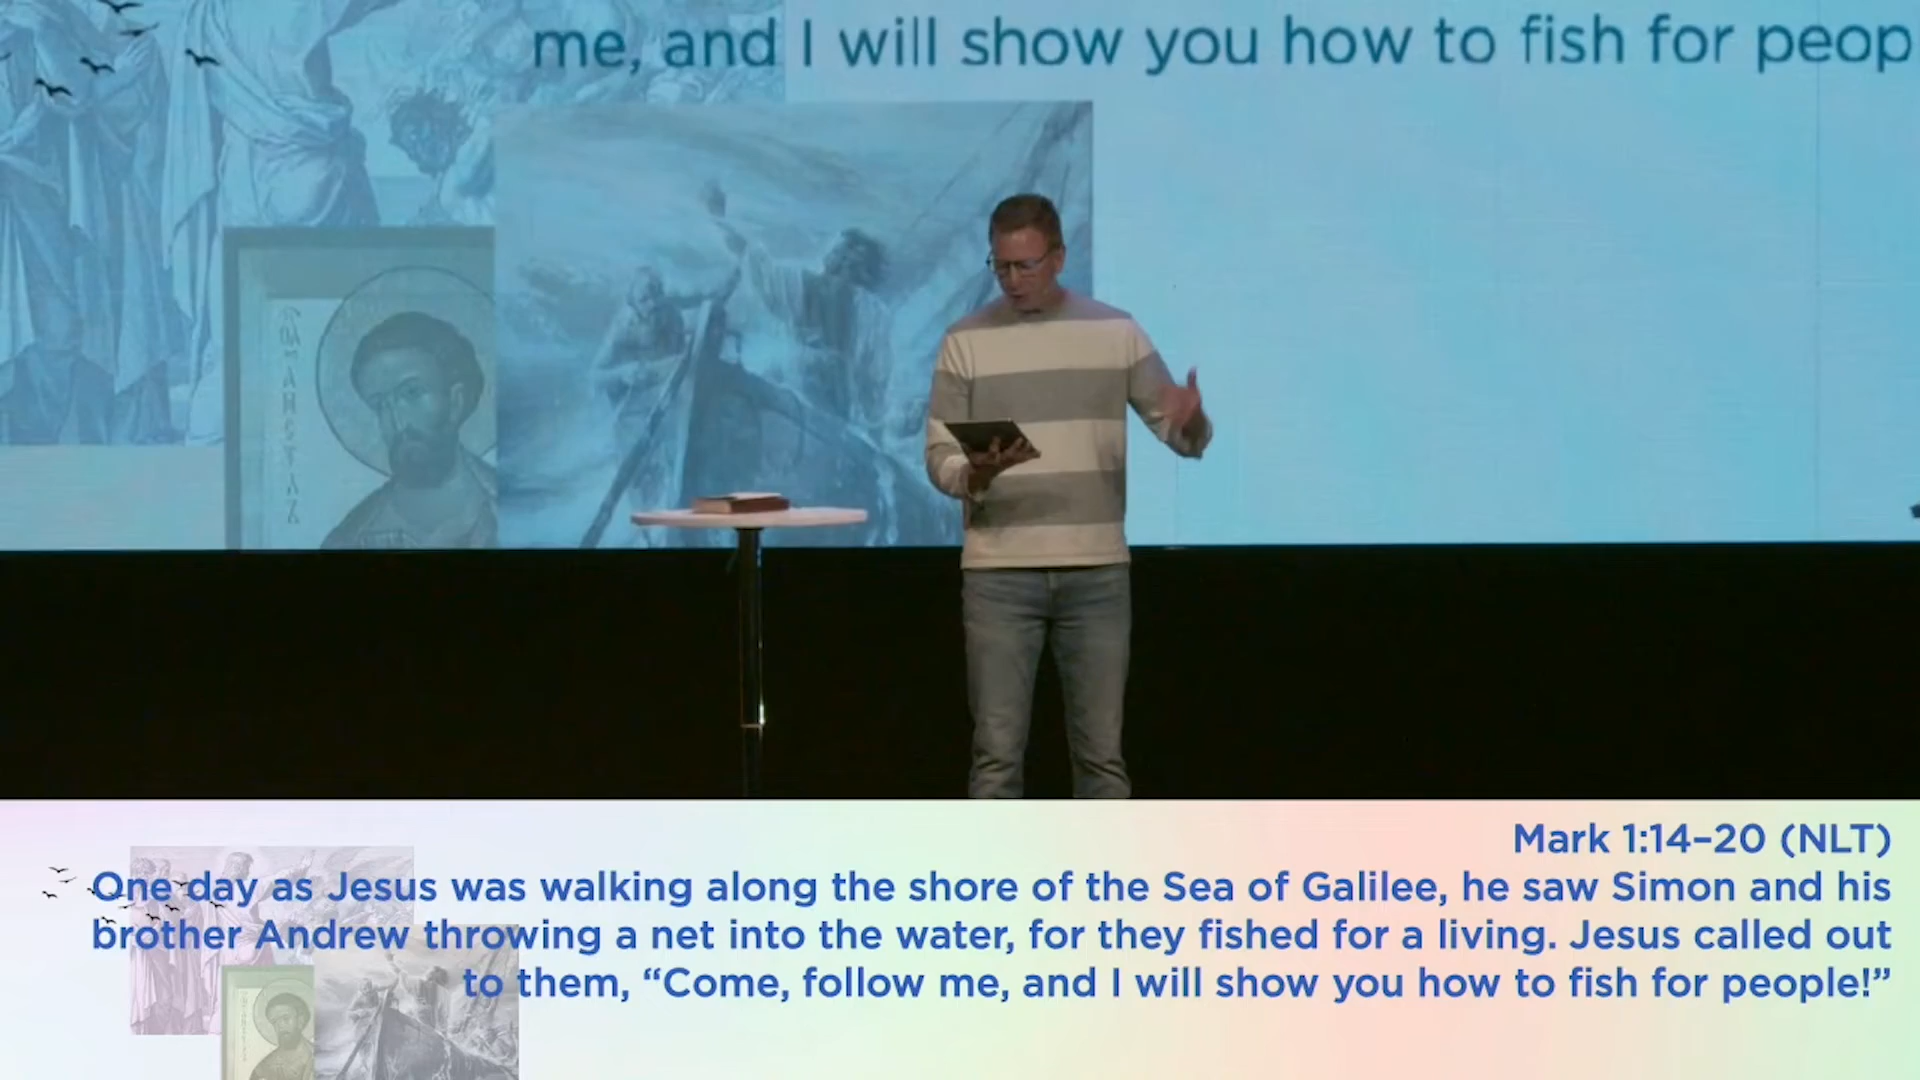 me, and I will show you how to fish for peop
Mark 1:14–20 (NLT)
One day as Jesus was walking along the shore of the Sea of Galilee, he saw Simon and his
brother Andrew throwing a net into the water, for they fished for a living. Jesus called out
to them, “Come, follow me, and I will show you how to fish for people!”